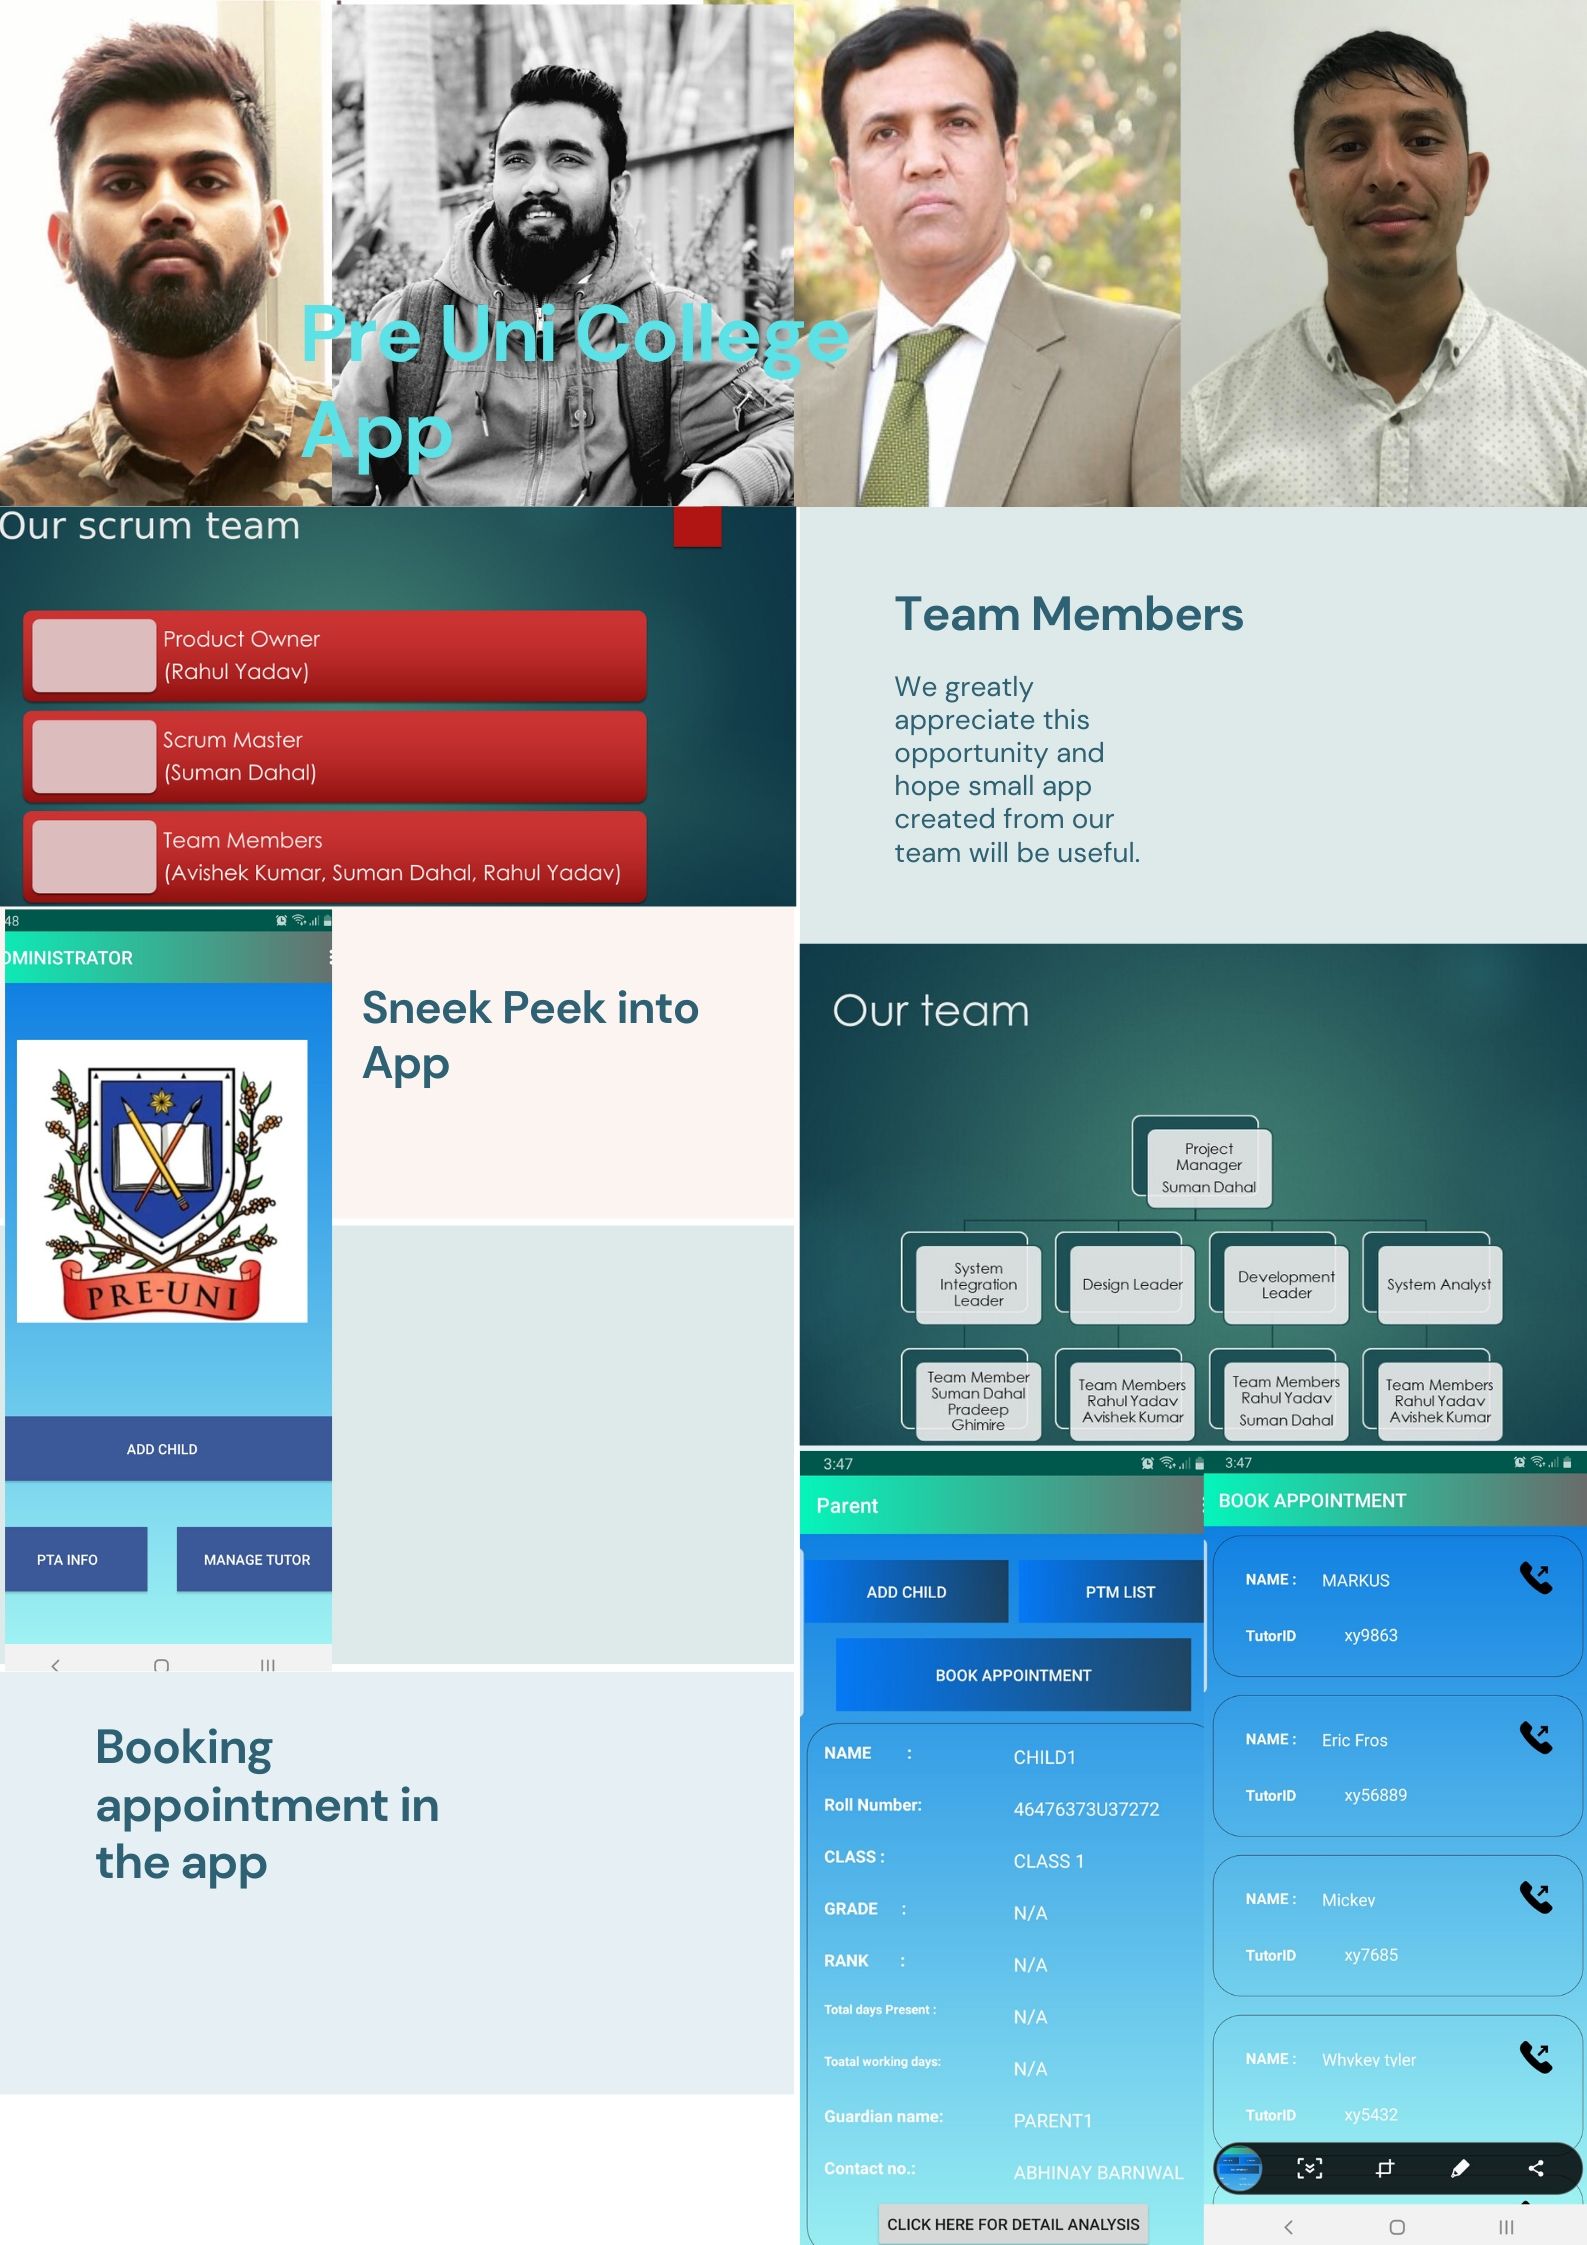 Pre Uni College
App
Our scrum team
Product Owner
(Rahul Yadav)
Scrum Master
(Suman Dahal)
Team Members
(Avishek Kumar, Suman Dahal, Rahul Yadav)
Team Members
We greatly
appreciate this
opportunity and
hope small app
created from our
team will be useful.
48
DMINISTRATOR
PRE-UNI
ADD CHILD
PTA INFO
MANAGE TUTOR
Sneek Peek into
App
Our team
Project
Manager
Suman Dahal
System
Integration
Leader
Design Leader
Development
Leader
System Analyst
Team Member
Suman Dahal
Pradeep
Ghimire
Team Members
Rahul Yadav
Avishek Kumar
Team Members
Rahul Yadav
Suman Dahal
Team Members
Rahul Yadav
Avishek Kumar
Booking
appointment in
the app
3:47
Parent
ADD CHILD
PTM LIST
BOOK APPOINTMENT
NAME : CHILD1
Roll Number: 46476373U37272
CLASS : CLASS 1
GRADE : N/A
RANK : N/A
Total days Present : N/A
Toatal working days: N/A
Guardian name: PARENT1
Contact no.: ABHINAY BARNWAL
CLICK HERE FOR DETAIL ANALYSIS
3:47
BOOK APPOINTMENT
NAME : MARKUS
TutorID xy9863
NAME : Eric Fros
TutorID xy56889
NAME : Mickey
TutorID xy7685
NAME : Whykey tyler
TutorID xy5432